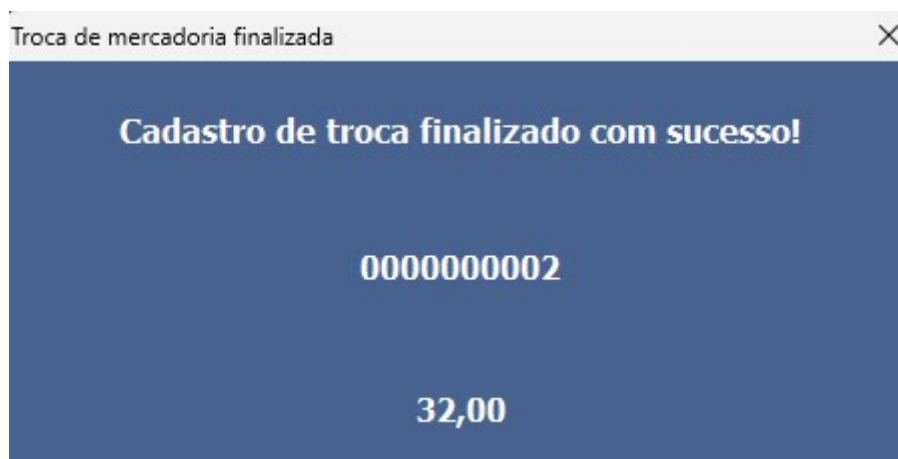 Troca de mercadoria finalizada
Cadastro de troca finalizado com sucesso!
0000000002
32,00